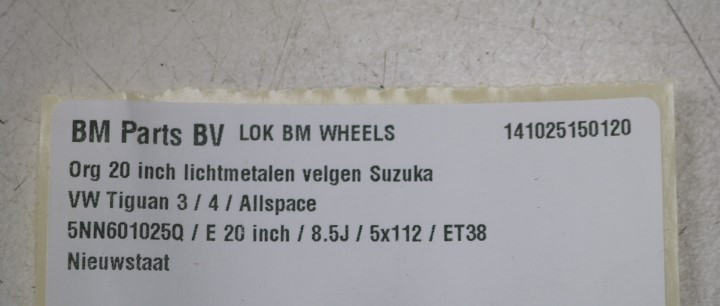 BM Parts BV LOK BM WHEELS 141025150120
Org 20 inch lichtmetalen velgen Suzuka
VW Tiguan 3 / 4 / Allspace
5NN601025Q / E 20 inch / 8.5J / 5x112 / ET38
Nieuwstaat